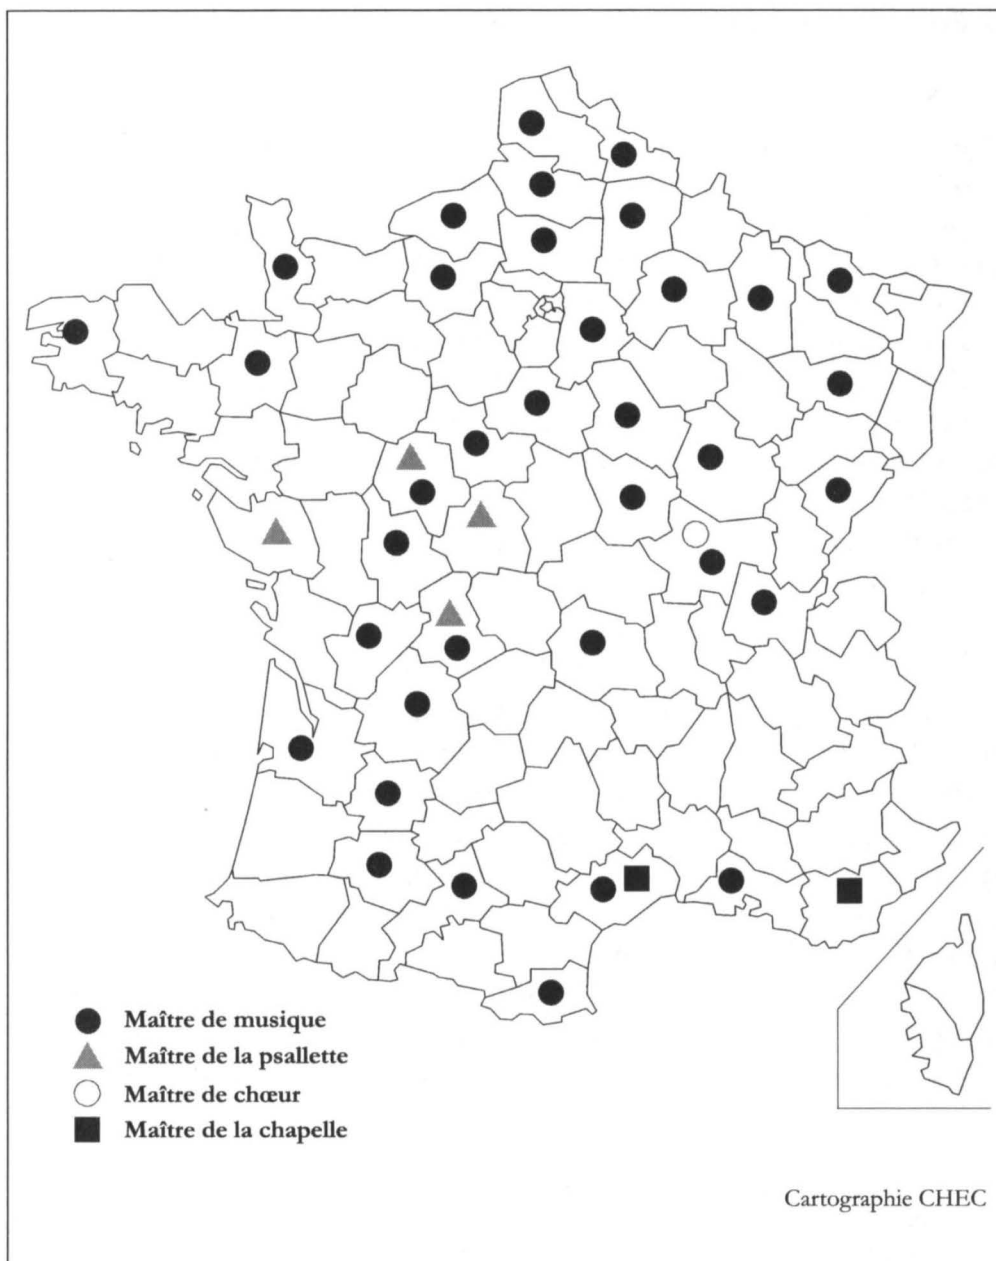 Maître de musique
Maître de la psallette
Maître de chœur
Maître de la chapelle
Cartographie CHEC